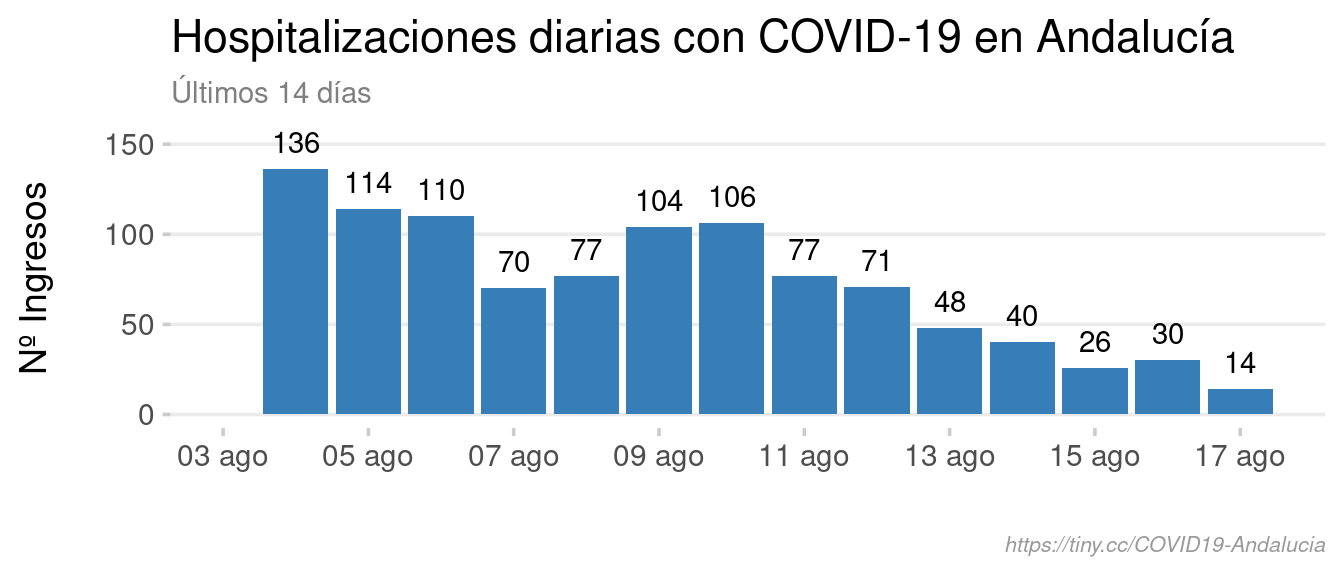 Hospitalizaciones diarias con COVID-19 en Andalucía
Últimos 14 días
Nº Ingresos
150
100
50
0
136
114
110
70
77
104
106
77
71
48
40
26
30
14
03 ago
05 ago
07 ago
09 ago
11 ago
13 ago
15 ago
17 ago
https://tiny.cc/COVID19-Andalucia